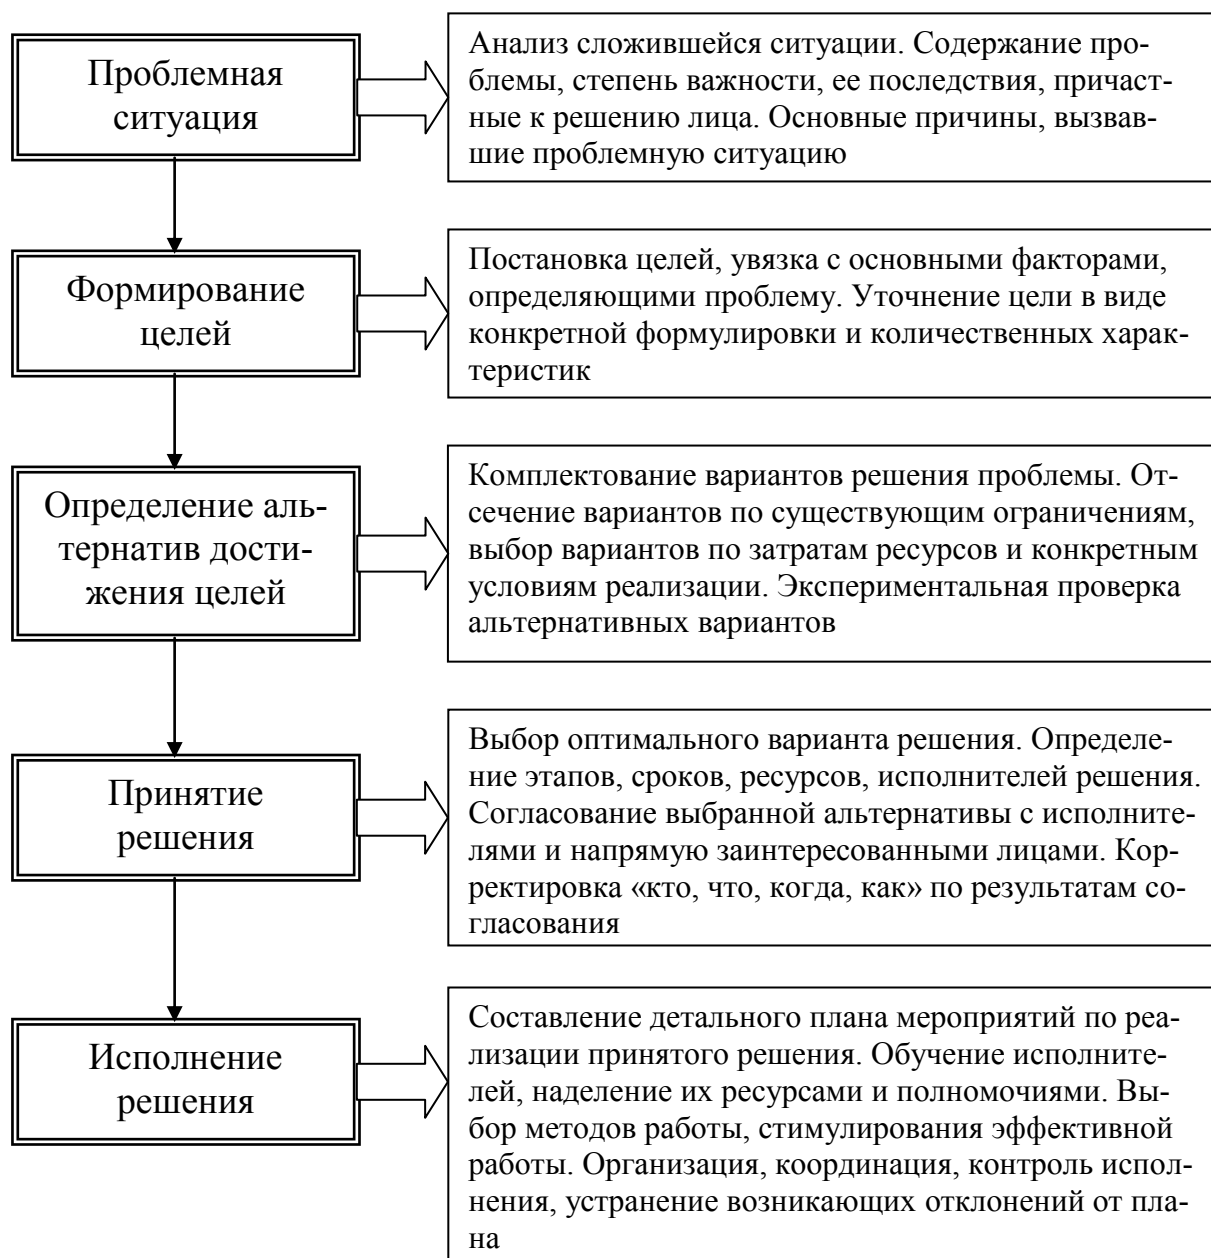 Проблемная
ситуация
Анализ сложившейся ситуации. Содержание про-
блемы, степень важности, ее последствия, причаст-
ные к решению лица. Основные причины, вызвав-
шие проблемную ситуацию
Формирование
целей
Постановка целей, увязка с основными факторами,
определяющими проблему. Уточнение цели в виде
конкретной формулировки и количественных харак-
теристик
Определение аль-
тернатив дости-
жения целей
Комплектование вариантов решения проблемы. От-
сечение вариантов по существующим ограничениям,
выбор вариантов по затратам ресурсов и конкретным
условиям реализации. Экспериментальная проверка
альтернативных вариантов
Принятие
решения
Выбор оптимального варианта решения. Определе-
ние этапов, сроков, ресурсов, исполнителей решения.
Согласование выбранной альтернативы с исполните-
лями и напрямую заинтересованными лицами. Кор-
ректировка «кто, что, когда, как» по результатам со-
гласования
Исполнение
решения
Составление детального плана мероприятий по реа-
лизации принятого решения. Обучение исполните-
лей, наделение их ресурсами и полномочиями. Вы-
бор методов работы, стимулирования эффективной
работы. Организация, координация, контроль испол-
нения, устранение возникающих отклонений от пла-
на